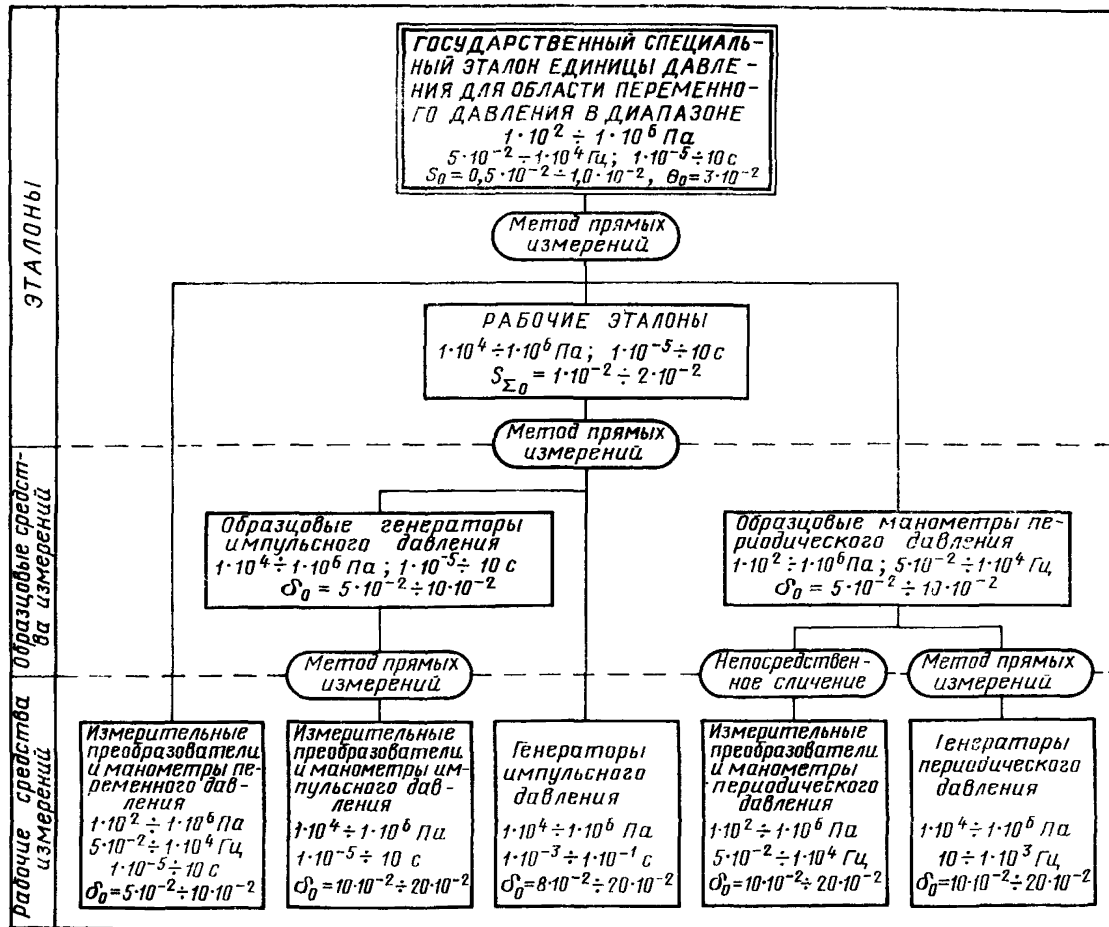 ГОСУДАРСТВЕННЫЙ СПЕЦИАЛЬ-
НЫЙ ЭТАЛОН ЕДИНИЦЫ ДАВЛЕ-
НИЯ ДЛЯ ОБЛАСТИ ПЕРЕМЕННО-
ГО ДАВЛЕНИЯ В ДИАПАЗОНЕ
1·10² ÷ 1·10⁶ Па
5·10⁻² ÷ 1·10⁴ Гц; 1·10⁻⁵ ÷ 10 с
S₀ = 0,5·10⁻² ÷ 1,0·10⁻², Θ₀ = 3·10⁻²
Метод прямых
измерений
ЭТАЛОНЫ
РАБОЧИЕ ЭТАЛОНЫ
1·10⁴ ÷ 1·10⁶ Па; 1·10⁻⁵ ÷ 10 с
S_Σ₀ = 1·10⁻² ÷ 2·10⁻²
Метод прямых
измерений
Образцовые средст-
ва измерений
Образцовые генераторы
импульсного давления
1·10⁴ ÷ 1·10⁶ Па; 1·10⁻⁵ ÷ 10 с
δ₀ = 5·10⁻² ÷ 10·10⁻²
Образцовые манометры пе-
риодического давления
1·10² ÷ 1·10⁶ Па; 5·10⁻² ÷ 1·10⁴ Гц
δ₀ = 5·10⁻² ÷ 10·10⁻²
Метод прямых
измерений
Непосредствен-
ное сличение
Метод прямых
измерений
Рабочие средства
измерений
Измерительные
преобразователи
и манометры пе-
ременного дав-
ления
1·10² ÷ 1·10⁶ Па
5·10⁻² ÷ 1·10⁴ Гц
1·10⁻⁵ ÷ 10 с
δ₀ = 5·10⁻² ÷ 10·10⁻²
Измерительные
преобразователи
и манометры им-
пульсного дав-
ления
1·10⁴ ÷ 1·10⁶ Па
1·10⁻⁵ ÷ 10 с
δ₀ = 10·10⁻² ÷ 20·10⁻²
Генераторы
импульсного
давления
1·10⁴ ÷ 1·10⁶ Па
1·10⁻³ ÷ 1·10⁻¹ с
δ₀ = 8·10⁻² ÷ 20·10⁻²
Измерительные
преобразователи
и манометры
периодического
давления
1·10² ÷ 1·10⁶ Па
5·10⁻² ÷ 1·10⁴ Гц
δ₀ = 10·10⁻² ÷ 20·10⁻²
Генераторы
периодического
давления
1·10⁴ ÷ 1·10⁶ Па
10 ÷ 1·10³ Гц
δ₀ = 10·10⁻² ÷ 20·10⁻²